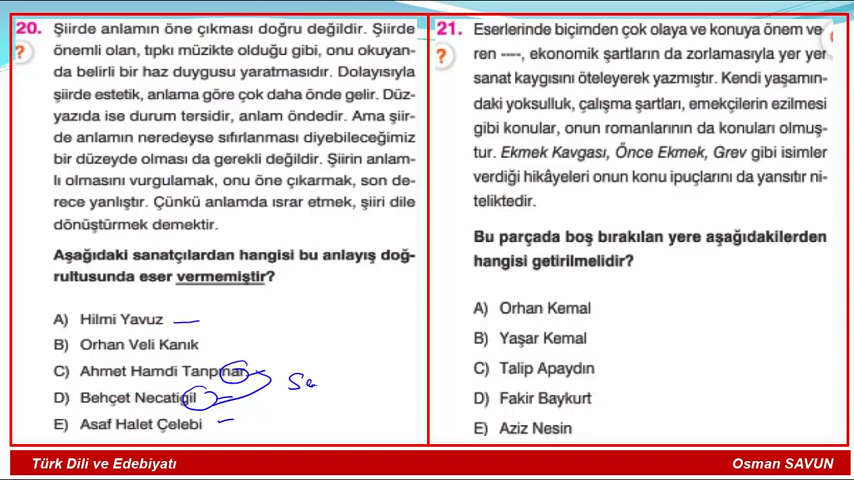 20. Şiirde anlamın öne çıkması doğru değildir. Şiirde
önemli olan, tıpkı müzikte olduğu gibi, onu okuyan-
da belirli bir haz duygusu yaratmasıdır. Dolayısıyla
şiirde estetik, anlama göre çok daha önde gelir. Düz-
yazıda ise durum tersidir, anlam öndedir. Ama şiir-
de anlamın neredeyse sıfırlanması diyebileceğimiz
bir düzeyde olması da gerekli değildir. Şiirin anlam-
lı olmasını vurgulamak, onu öne çıkarmak, son de-
rece yanlıştır. Çünkü anlamda ısrar etmek, şiiri dile
dönüştürmek demektir.
Aşağıdaki sanatçılardan hangisi bu anlayış doğ-
rultusunda eser vermemiştir?
A) Hilmi Yavuz
B) Orhan Veli Kanık
C) Ahmet Hamdi Tanpınar
D) Behçet Necatigil
E) Asaf Halet Çelebi
21. Eserlerinde biçimden çok olaya ve konuya önem ve
ren ----, ekonomik şartların da zorlamasıyla yer yer
sanat kaygısını öteleyerek yazmıştır. Kendi yaşamın-
daki yoksulluk, çalışma şartları, emekçilerin ezilmesi
gibi konular, onun romanlarının da konuları olmuş-
tur. Ekmek Kavgası, Önce Ekmek, Grev gibi isimler
verdiği hikâyeleri onun konu ipuçlarını da yansıtır ni-
teliktedir.
Bu parçada boş bırakılan yere aşağıdakilerden
hangisi getirilmelidir?
A) Orhan Kemal
B) Yaşar Kemal
C) Talip Apaydın
D) Fakir Baykurt
E) Aziz Nesin
Türk Dili ve Edebiyatı
Osman SAVUN